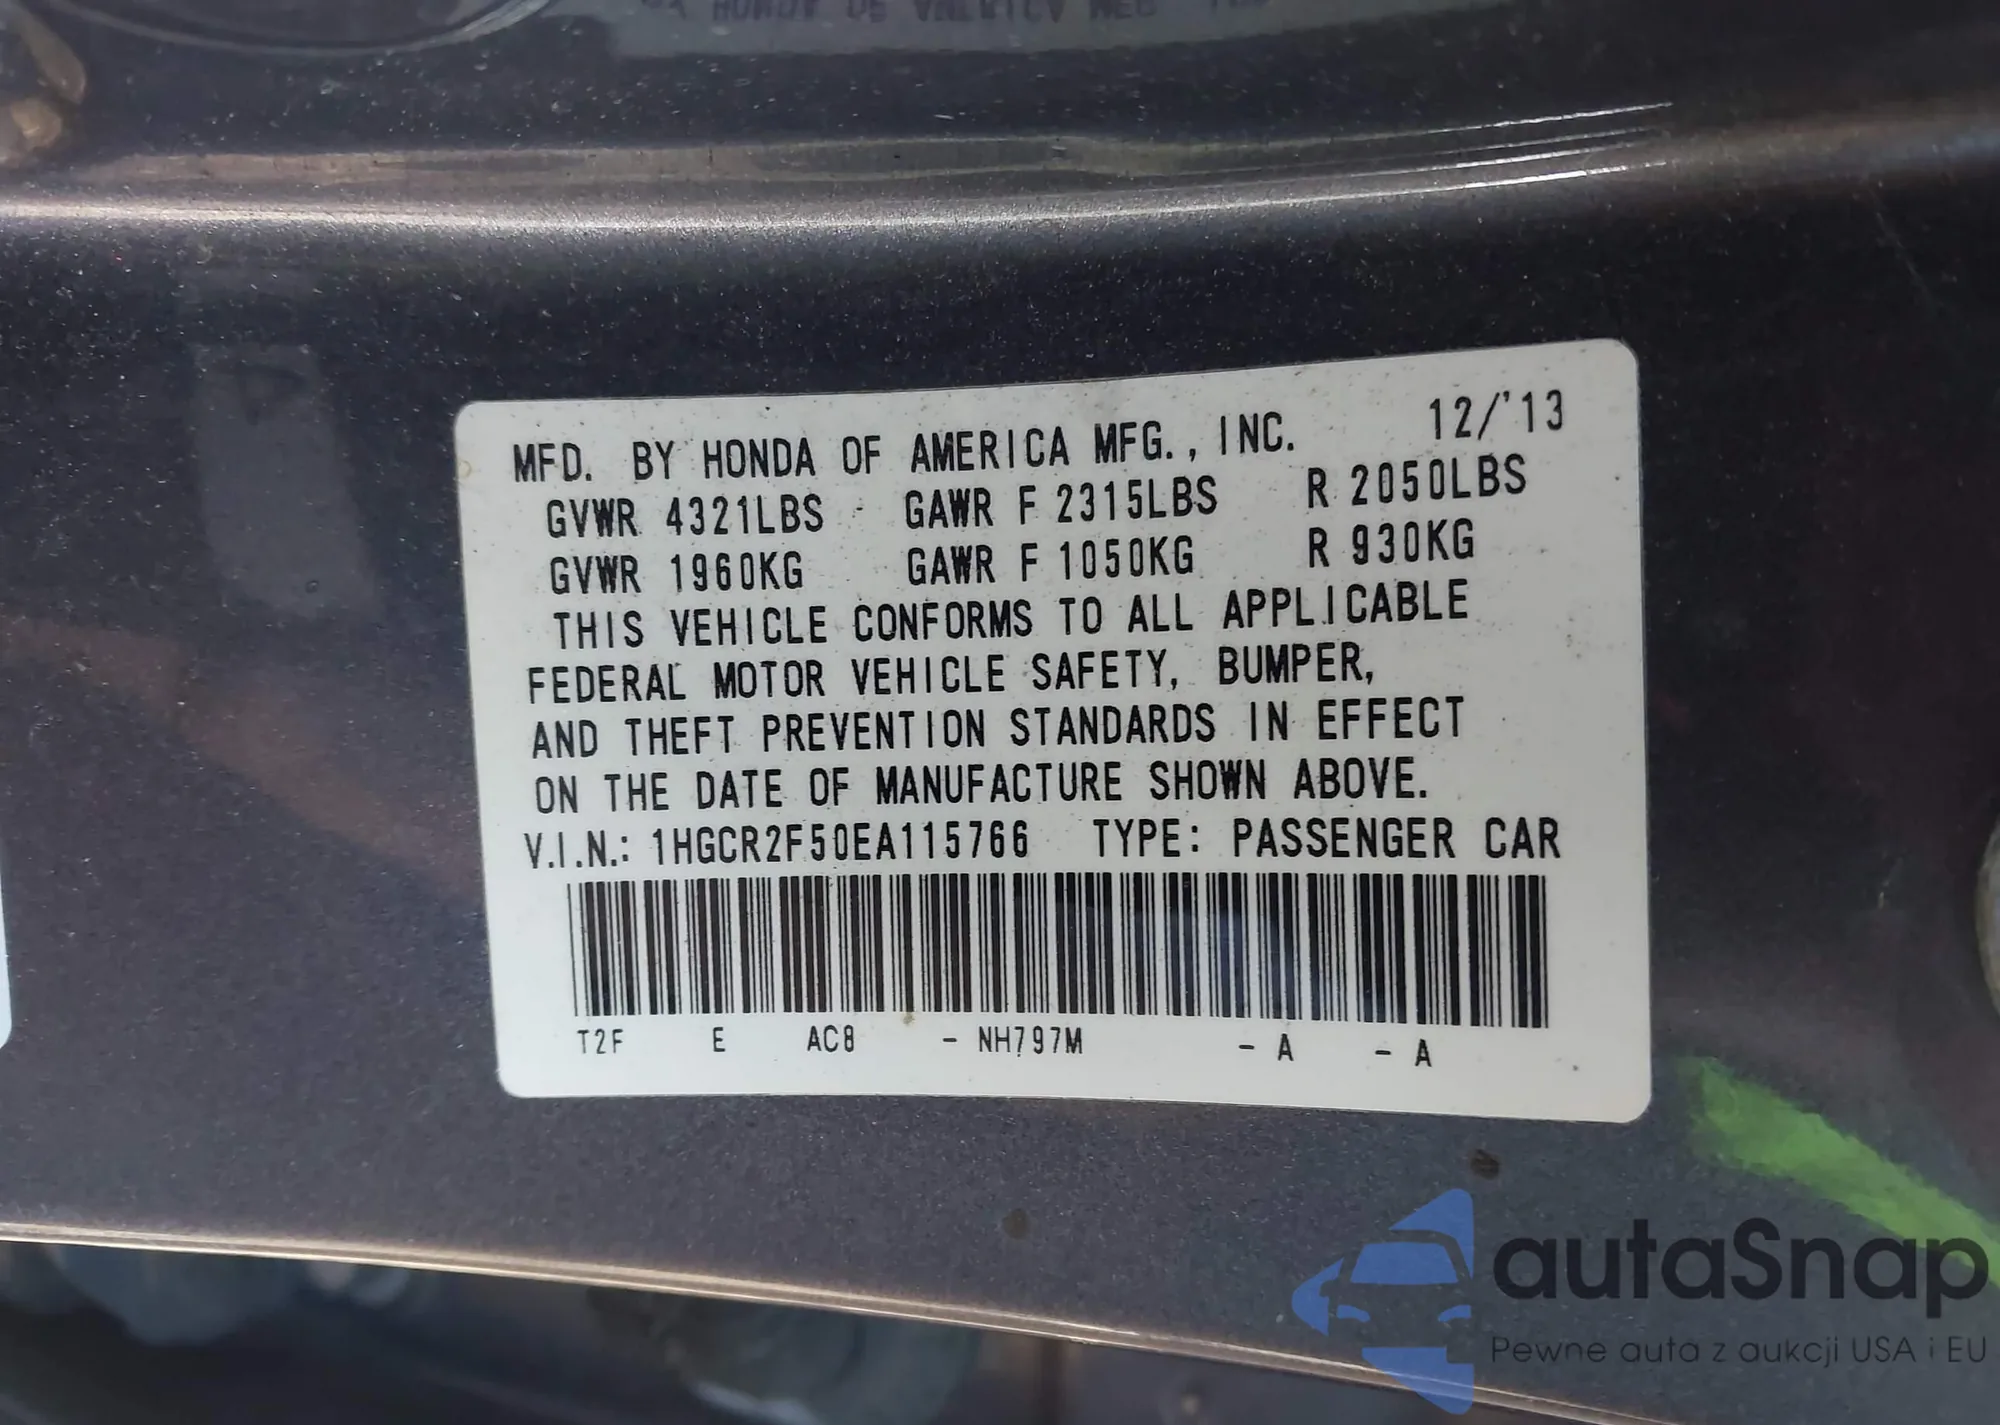 MFD. BY HONDA OF AMERICA MFG., INC. 12/'13
GVWR 4321LBS GAWR F 2315LBS R 2050LBS
GVWR 1960KG GAWR F 1050KG R 930KG
THIS VEHICLE CONFORMS TO ALL APPLICABLE
FEDERAL MOTOR VEHICLE SAFETY, BUMPER,
AND THEFT PREVENTION STANDARDS IN EFFECT
ON THE DATE OF MANUFACTURE SHOWN ABOVE.
V.I.N.: 1HGCR2F50EA115766 TYPE: PASSENGER CAR
T2F E AC8 - NH797M - A - A
autaSnap
Pewne auta z aukcji USA i EU